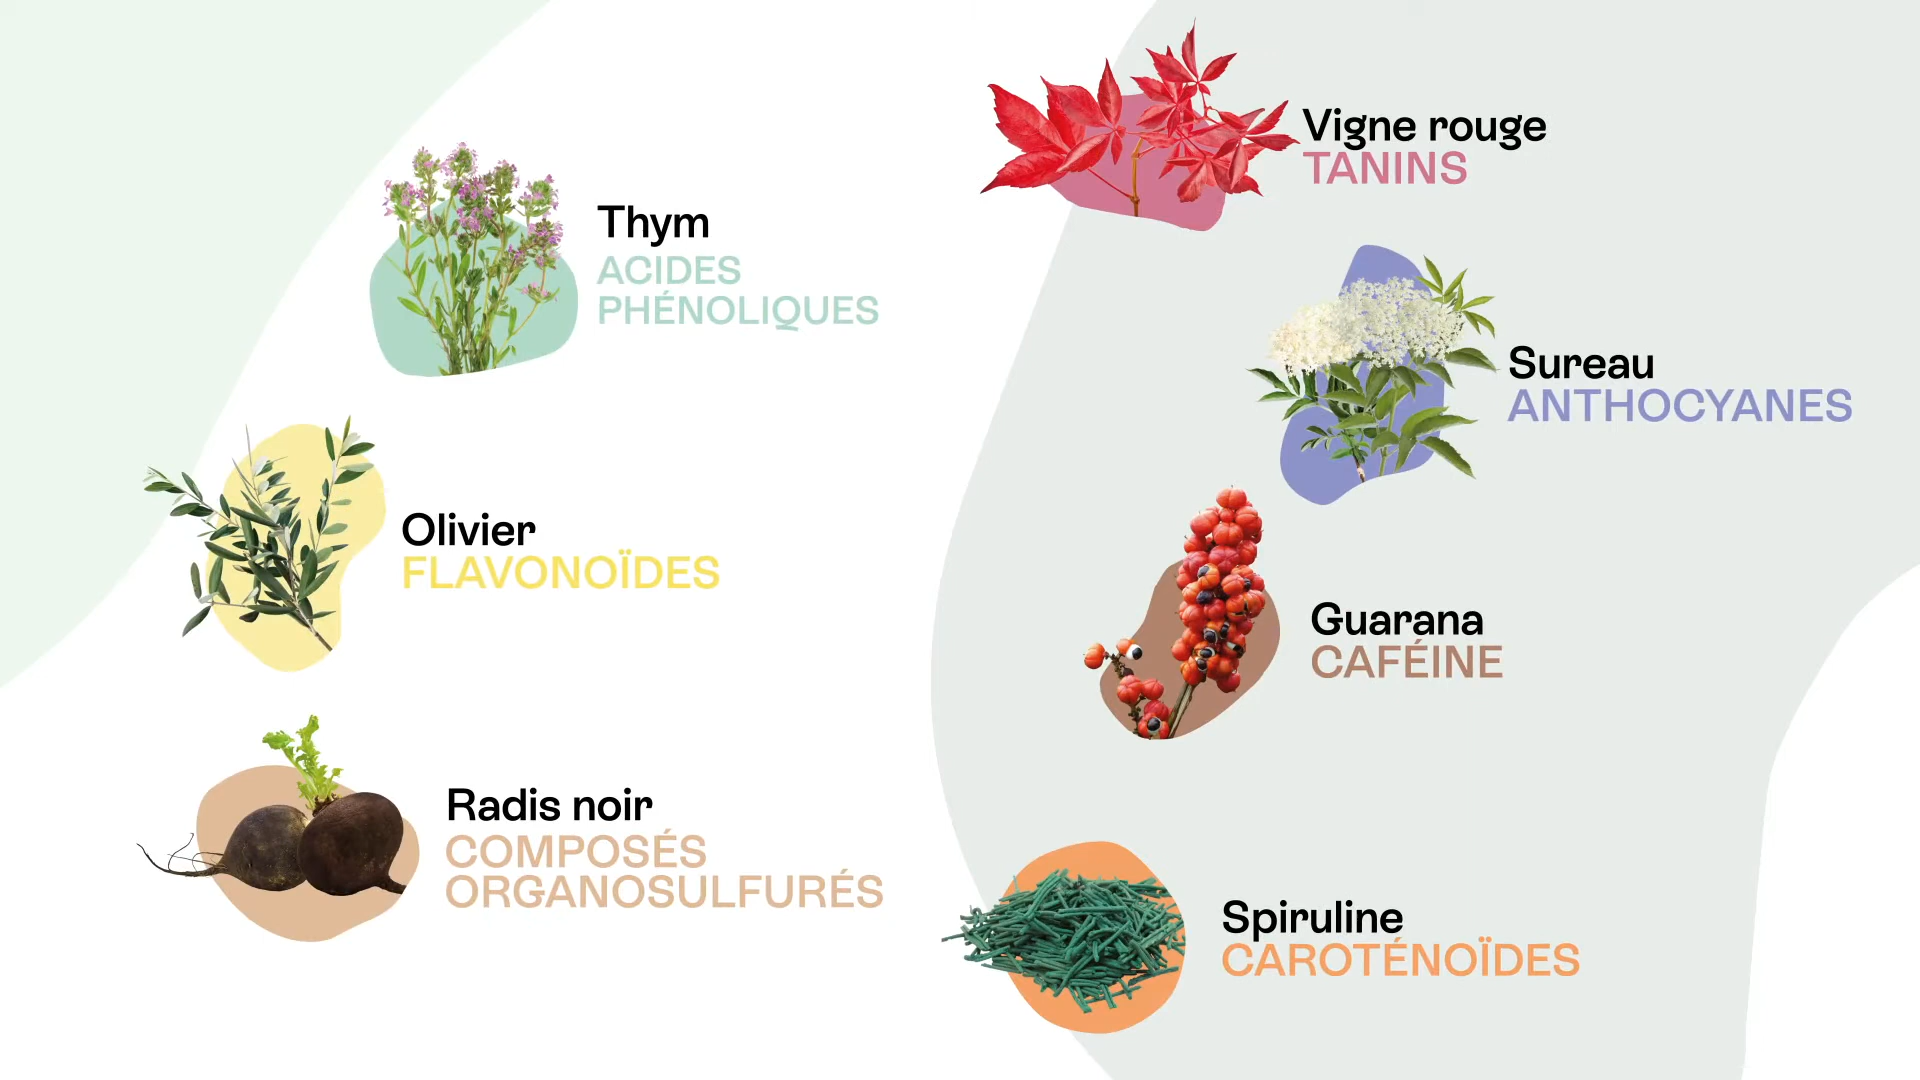 Thym
ACIDES
PHÉNOLIQUES
Olivier
FLAVONOÏDES
Radis noir
COMPOSÉS
ORGANOSULFURÉS
Vigne rouge
TANINS
Sureau
ANTHOCYANES
Guarana
CAFÉINE
Spiruline
CAROTÉNOÏDES